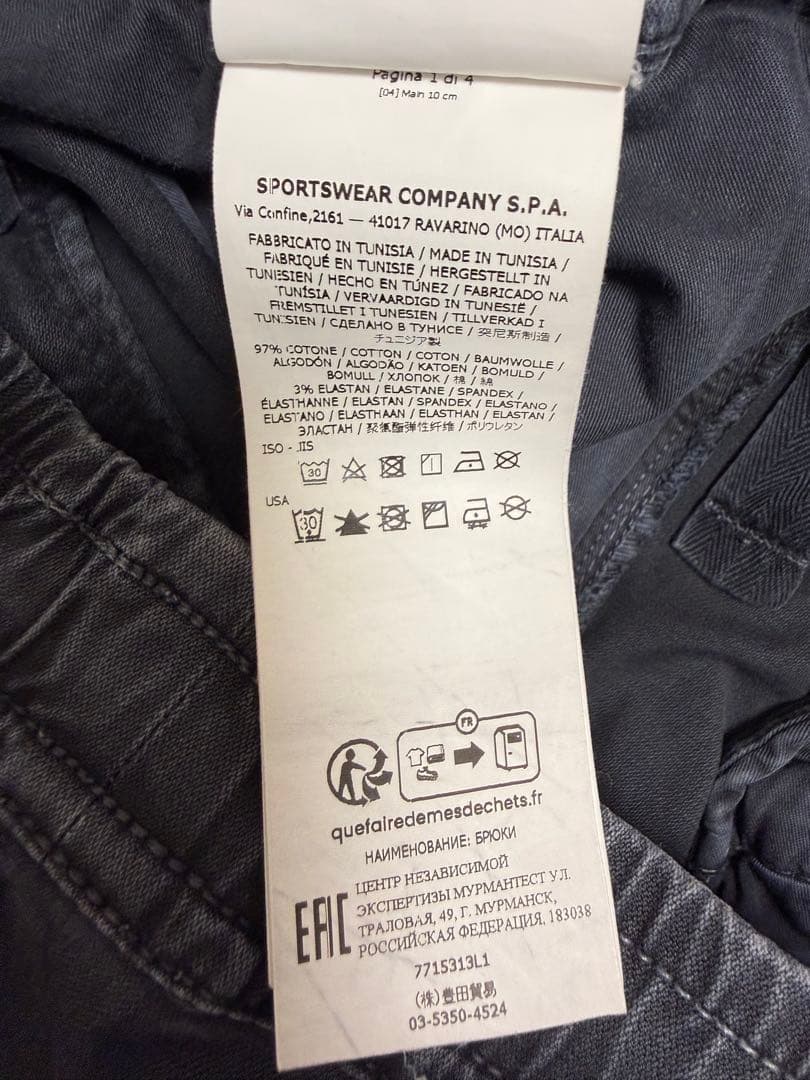 Pagina 1 di 4
[04] Main 10 cm
SPORTSWEAR COMPANY S.P.A.
Via Confine,2161 — 41017 RAVARINO (MO) ITALIA
FABBRICATO IN TUNISIA / MADE IN TUNISIA /
FABRIQUÉ EN TUNISIE / HERGESTELLT IN
TUNESIEN / HECHO EN TÚNEZ / FABRICADO NA
TUNÍSIA / VERVAARDIGD IN TUNESIË /
FREMSTILLET I TUNESIEN / TILLVERKAD I
TUNISIEN / СДЕЛАНО В ТУНИСЕ / 突尼斯制造 /
チュニジア製
97% COTONE / COTTON / COTON / BAUMWOLLE /
ALGODÓN / ALGODÃO / KATOEN / BOMULD /
BOMULL / ХЛОПОК / 棉 / 綿
3% ELASTAN / ELASTANE / SPANDEX /
ÉLASTHANNE / ELASTAN / SPANDEX / ELASTANO /
ELASTANO / ELASTHAAN / ELASTHAN / ELASTAN /
ЭЛАСТАН / 聚氨酯弹性纤维 / ポリウレタン
ISO - JIS
30
USA
30
FR
quefairedemesdechets.fr
НАИМЕНОВАНИЕ: БРЮКИ
EAC
ЦЕНТР НЕЗАВИСИМОЙ
ЭКСПЕРТИЗЫ МУРМАНТЕСТ УЛ.
ТРАЛОВАЯ, 49, Г. МУРМАНСК,
РОССИЙСКАЯ ФЕДЕРАЦИЯ, 183038
7715313L1
(株)豊田貿易
03-5350-4524